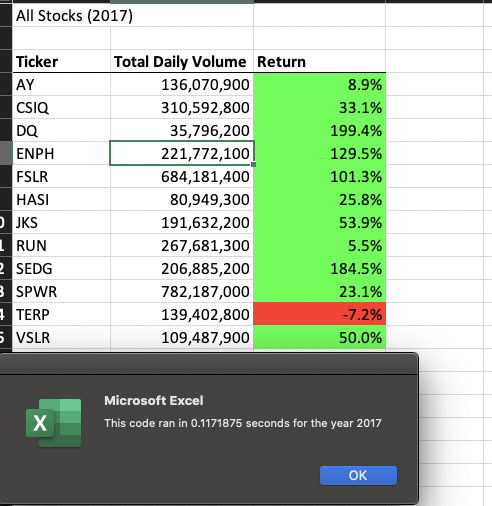 All Stocks (2017)
Ticker Total Daily Volume Return
AY 136,070,900 8.9%
CSIQ 310,592,800 33.1%
DQ 35,796,200 199.4%
ENPH 221,772,100 129.5%
FSLR 684,181,400 101.3%
HASI 80,949,300 25.8%
JKS 191,632,200 53.9%
RUN 267,681,300 5.5%
SEDG 206,885,200 184.5%
SPWR 782,187,000 23.1%
TERP 139,402,800 -7.2%
VSLR 109,487,900 50.0%
X
Microsoft Excel
This code ran in 0.1171875 seconds for the year 2017
OK